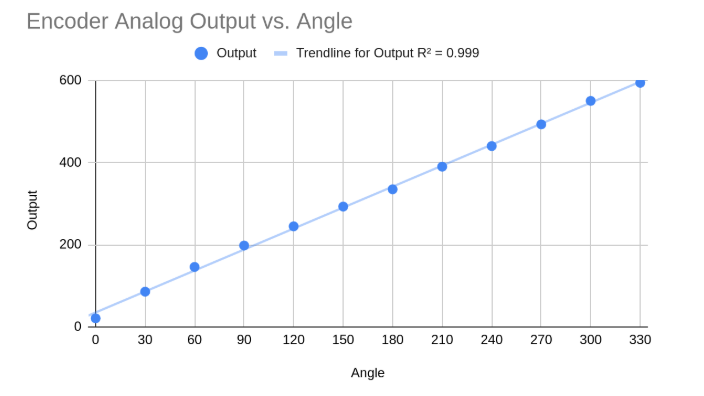 Encoder Analog Output vs. Angle
Output Trendline for Output R² = 0.999
600
400
200
0
Output
0 30 60 90 120 150 180 210 240 270 300 330
Angle